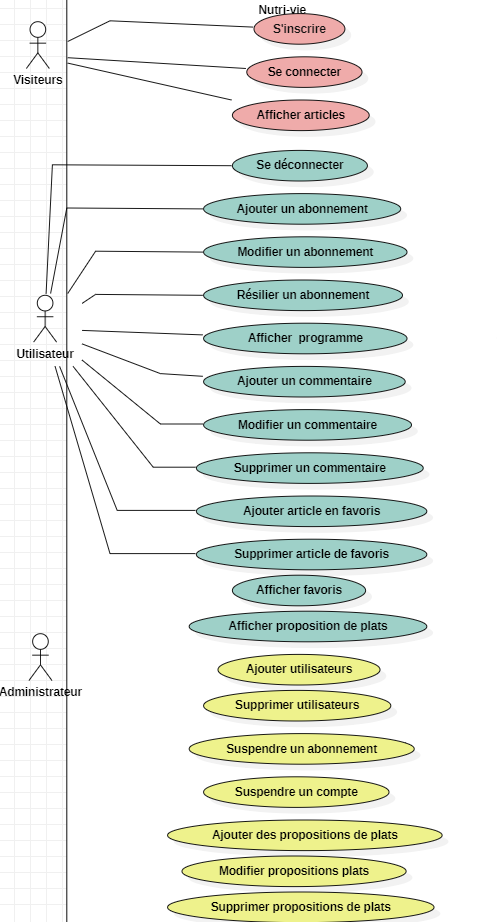 Nutri-vie
S'inscrire
Visiteurs
Se connecter
Afficher articles
Se déconnecter
Ajouter un abonnement
Modifier un abonnement
Résilier un abonnement
Afficher  programme
Utilisateur
Ajouter un commentaire
Modifier un commentaire
Supprimer un commentaire
Ajouter article en favoris
Supprimer article de favoris
Afficher favoris
Afficher proposition de plats
Ajouter utilisateurs
Administrateur
Supprimer utilisateurs
Suspendre un abonnement
Suspendre un compte
Ajouter des propositions de plats
Modifier propositions plats
Supprimer propositions de plats